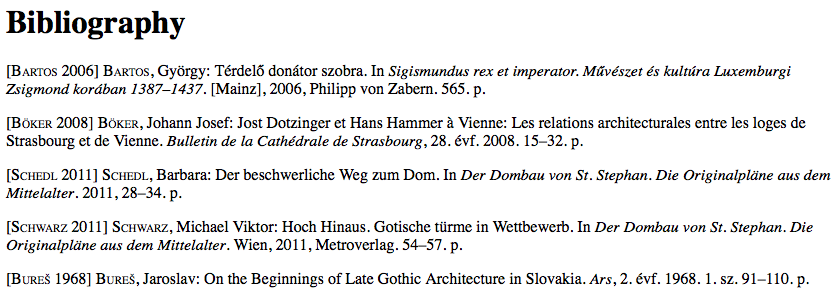 Bibliography
[BARTOS 2006] BARTOS, György: Térdelő donátor szobra. In Sigismundus rex et imperator. Művészet és kultúra Luxemburgi
Zsigmond korában 1387–1437. [Mainz], 2006, Philipp von Zabern. 565. p.
[BÖKER 2008] BÖKER, Johann Josef: Jost Dotzinger et Hans Hammer à Vienne: Les relations architecturales entre les loges de
Strasbourg et de Vienne. Bulletin de la Cathédrale de Strasbourg, 28. évf. 2008. 15–32. p.
[SCHEDL 2011] SCHEDL, Barbara: Der beschwerliche Weg zum Dom. In Der Dombau von St. Stephan. Die Originalpläne aus dem
Mittelalter. 2011, 28–34. p.
[SCHWARZ 2011] SCHWARZ, Michael Viktor: Hoch Hinaus. Gotische türme in Wettbewerb. In Der Dombau von St. Stephan. Die
Originalpläne aus dem Mittelalter. Wien, 2011, Metroverlag. 54–57. p.
[BUREŠ 1968] BUREŠ, Jaroslav: On the Beginnings of Late Gothic Architecture in Slovakia. Ars, 2. évf. 1968. 1. sz. 91–110. p.